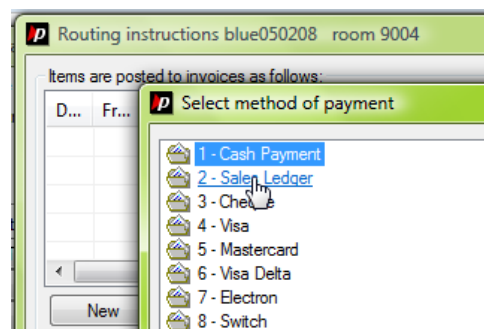 Routing instructions blue050208 room 9004
Items are posted to invoices as follows:
D... Fr...
Select method of payment
1 - Cash Payment
2 - Sales Ledger
3 - Cheque
4 - Visa
5 - Mastercard
6 - Visa Delta
7 - Electron
8 - Switch
New